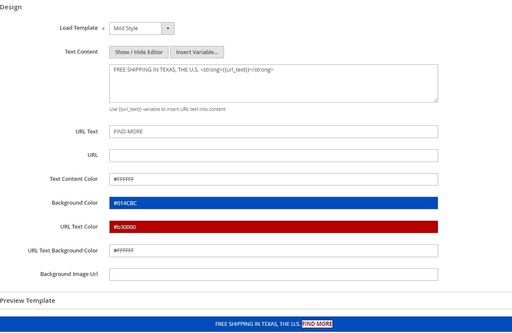 Design
Load Template * Mild Style
Text Content Show / Hide Editor Insert Variable...
FREE SHIPPING IN TEXAS, THE U.S. <strong>{{url_text}}</strong>
Use {{url_text}} variable to insert URL text into content
URL Text FIND MORE
URL
Text Content Color #FFFFFF
Background Color #014CBC
URL Text Color #b30000
URL Text Background Color #FFFFFF
Background Image Url
Preview Template
FREE SHIPPING IN TEXAS, THE U.S. FIND MORE